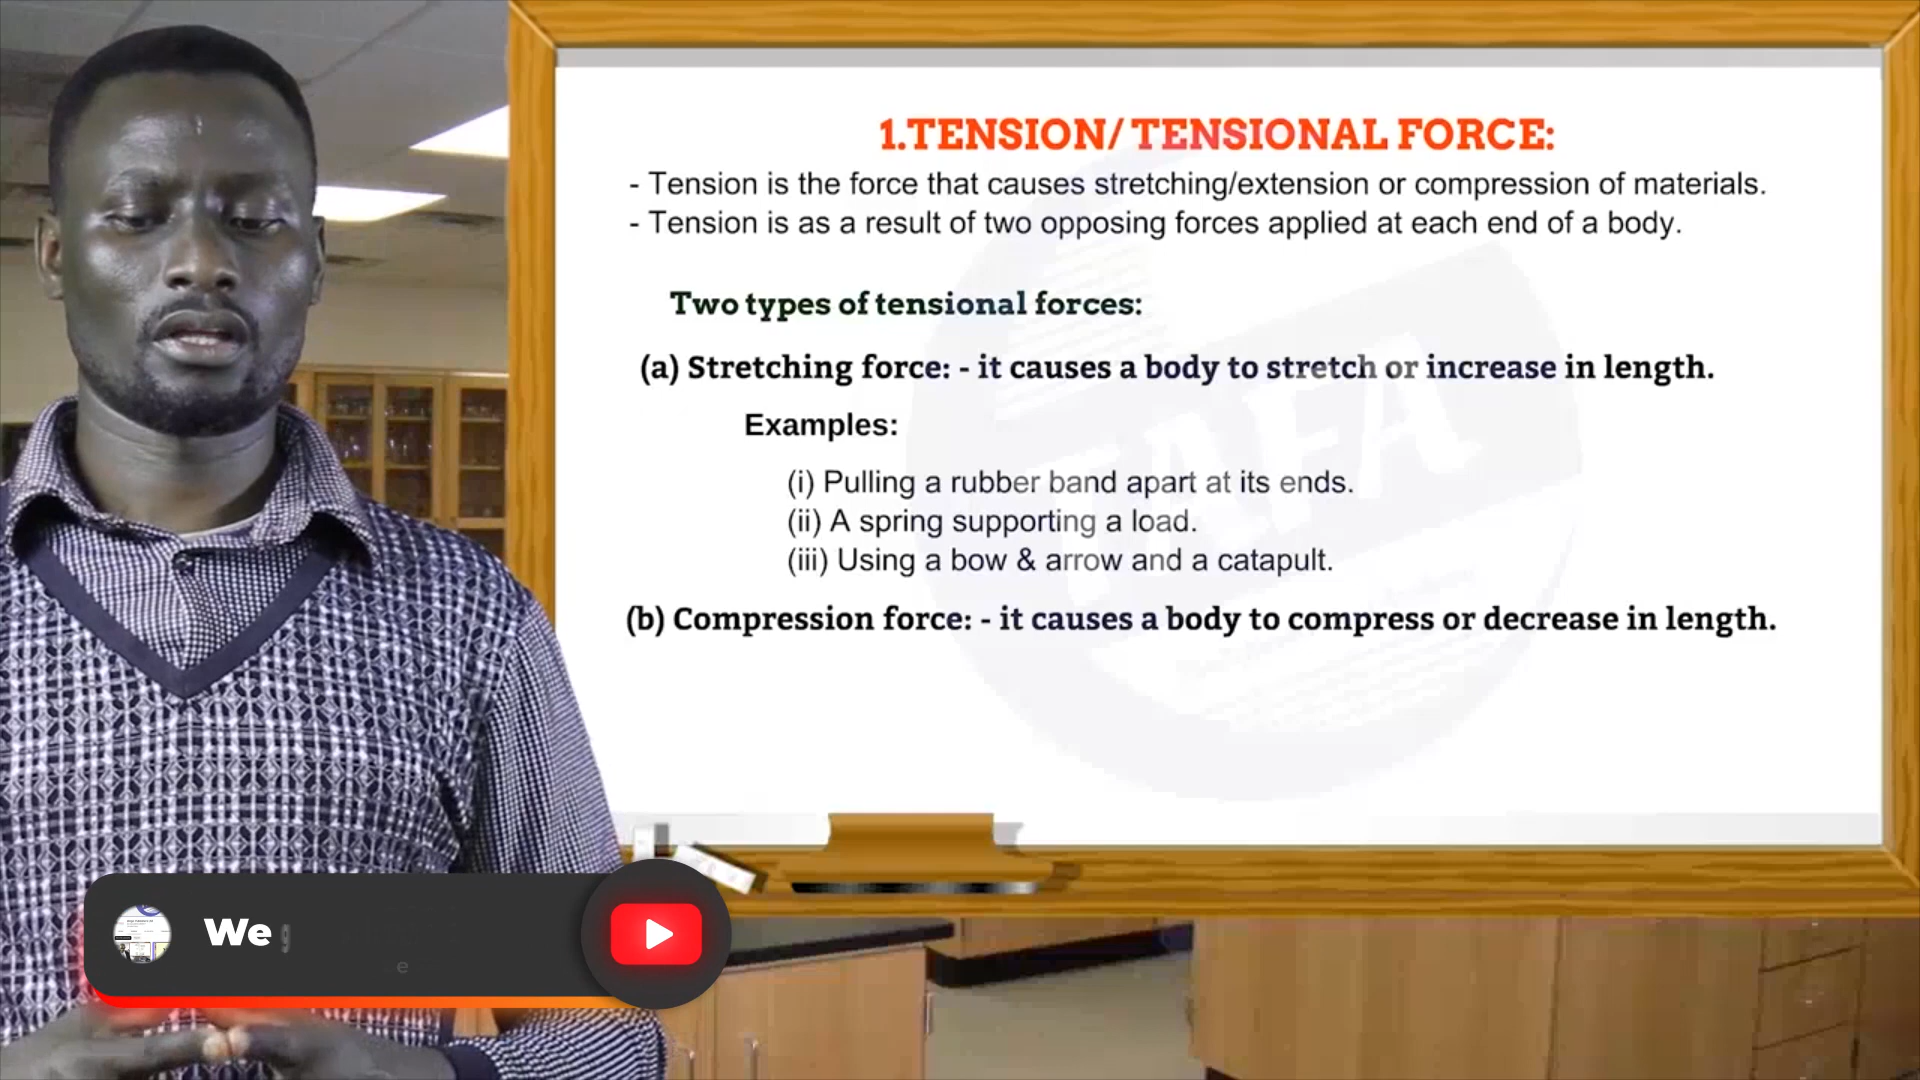 1.TENSION/ TENSIONAL FORCE:
- Tension is the force that causes stretching/extension or compression of materials.
- Tension is as a result of two opposing forces applied at each end of a body.
Two types of tensional forces:
(a) Stretching force: - it causes a body to stretch or increase in length.
Examples:
(i) Pulling a rubber band apart at its ends.
(ii) A spring supporting a load.
(iii) Using a bow & arrow and a catapult.
(b) Compression force: - it causes a body to compress or decrease in length.
TAFA
We g
e